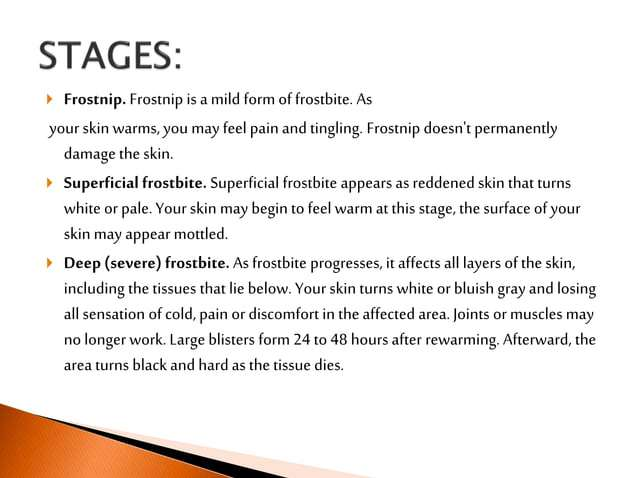 STAGES:
Frostnip. Frostnip is a mild form of frostbite. As
your skin warms, you may feel pain and tingling. Frostnip doesn't permanently
damage the skin.
Superficial frostbite. Superficial frostbite appears as reddened skin that turns
white or pale. Your skin may begin to feel warm at this stage, the surface of your
skin may appear mottled.
Deep (severe) frostbite. As frostbite progresses, it affects all layers of the skin,
including the tissues that lie below. Your skin turns white or bluish gray and losing
all sensation of cold, pain or discomfort in the affected area. Joints or muscles may
no longer work. Large blisters form 24 to 48 hours after rewarming. Afterward, the
area turns black and hard as the tissue dies.